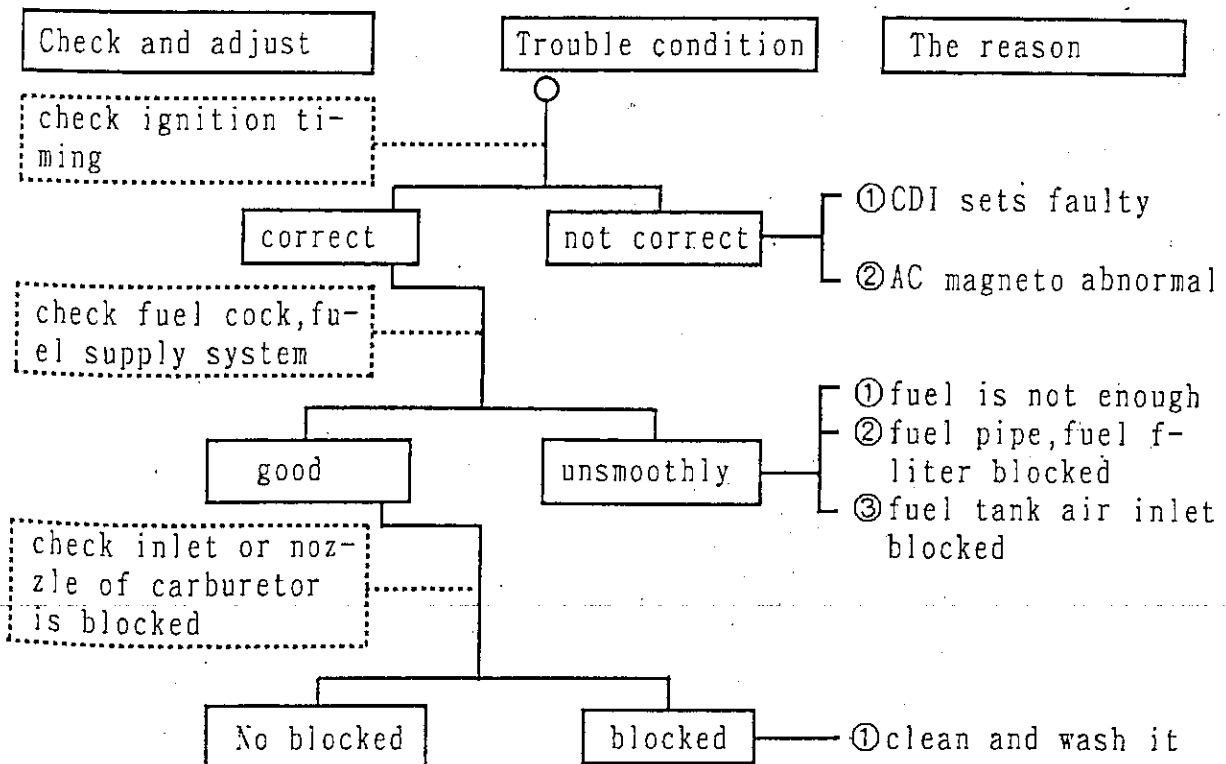 Check and adjust
Trouble condition
The reason
check ignition ti-
ming
correct
not correct
①CDI sets faulty
②AC magneto abnormal
check fuel cock,fu-
el supply system
good
unsmoothly
①fuel is not enough
②fuel pipe,fuel f-
liter blocked
③fuel tank air inlet
blocked
check inlet or noz-
zle of carburetor
is blocked
No blocked
blocked
①clean and wash it